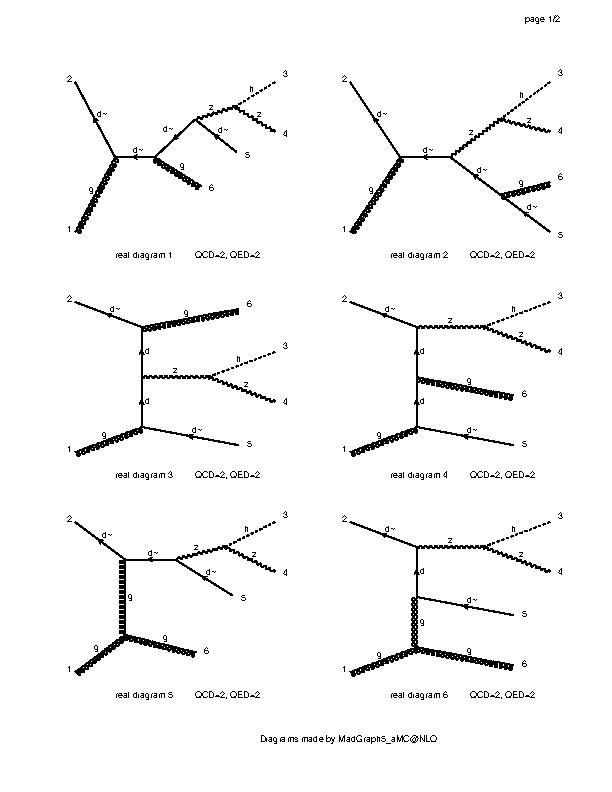 page 1/2
2 3
h
d~ z
z
d~ d~ 4
d~ 5
g g 6
1
real diagram 1 QCD=2, QED=2
2 3
h
d~ z
z 4
d~
d~ g 6
g d~
1 5
real diagram 2 QCD=2, QED=2
2 6
d~ g
d 3
z h
d z 4
g d~ 5
1
real diagram 3 QCD=2, QED=2
2 3
d~ z h
z 4
d
g 6
d
g d~ 5
1
real diagram 4 QCD=2, QED=2
2 3
d~ h
d~ z z
d~ 4
g 5
g g 6
1
real diagram 5 QCD=2, QED=2
2 3
d~ z h
z 4
d
d~ 5
g
g g 6
1
real diagram 6 QCD=2, QED=2
Diagrams made by MadGraph5_aMC@NLO